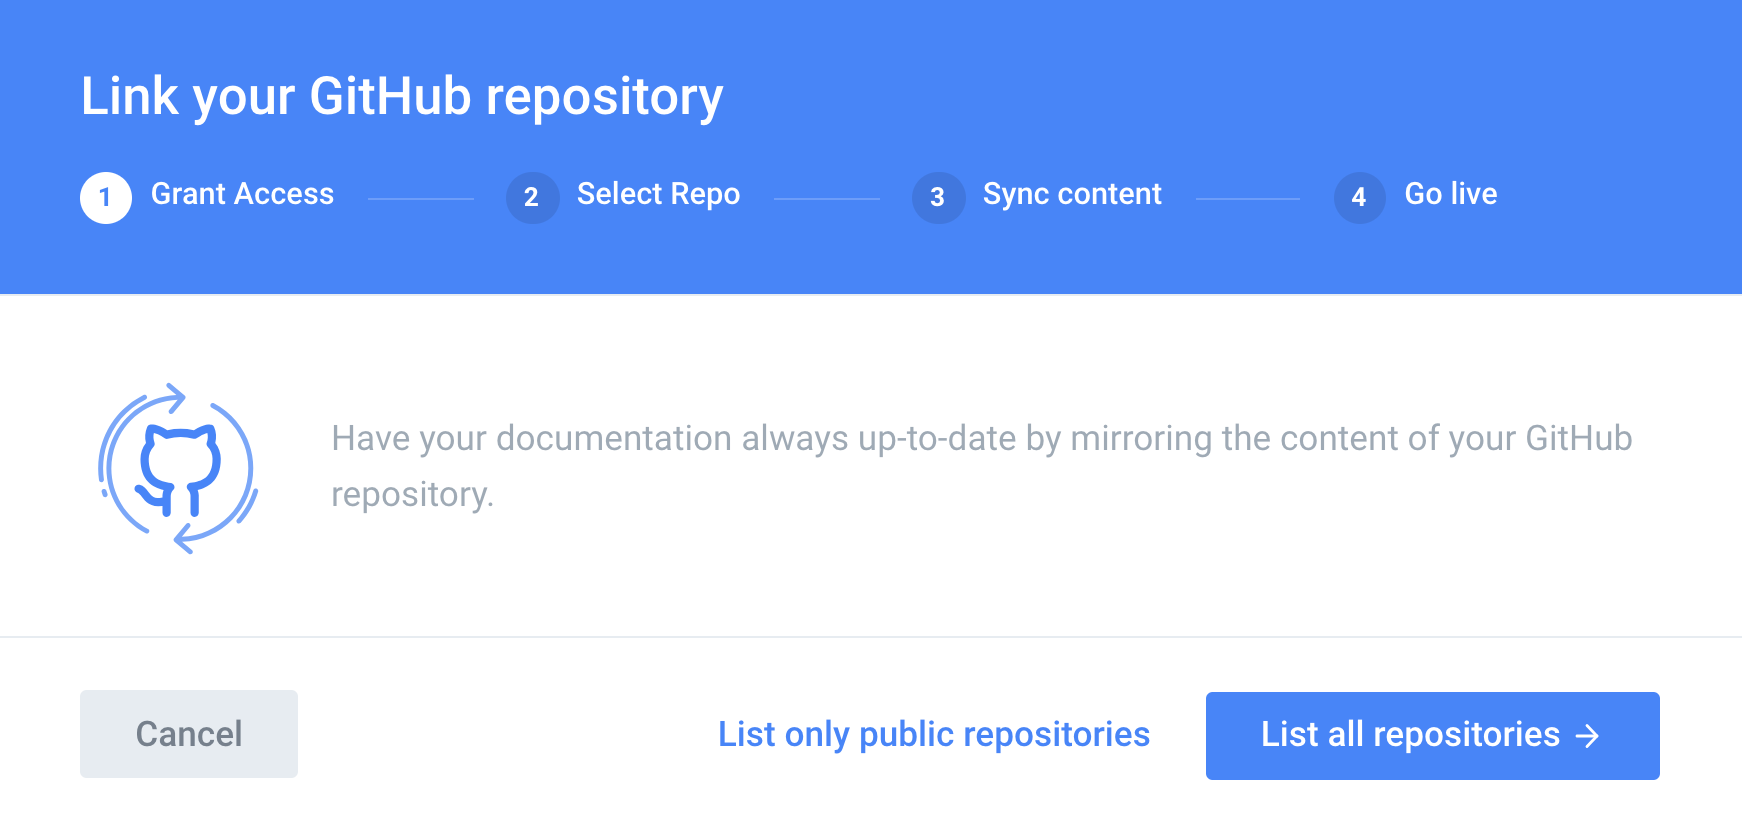 Link your GitHub repository
1 Grant Access 2 Select Repo 3 Sync content 4 Go live
Have your documentation always up-to-date by mirroring the content of your GitHub
repository.
Cancel List only public repositories List all repositories →